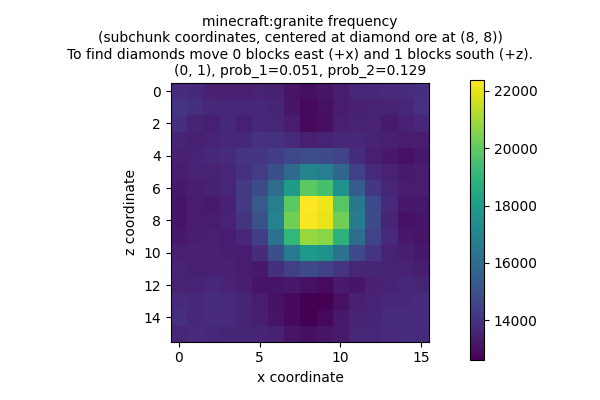 minecraft:granite frequency
(subchunk coordinates, centered at diamond ore at (8, 8))
To find diamonds move 0 blocks east (+x) and 1 blocks south (+z).
(0, 1), prob_1=0.051, prob_2=0.129
0
2
4
6
8
10
12
14
z coordinate
0
5
10
15
x coordinate
22000
20000
18000
16000
14000